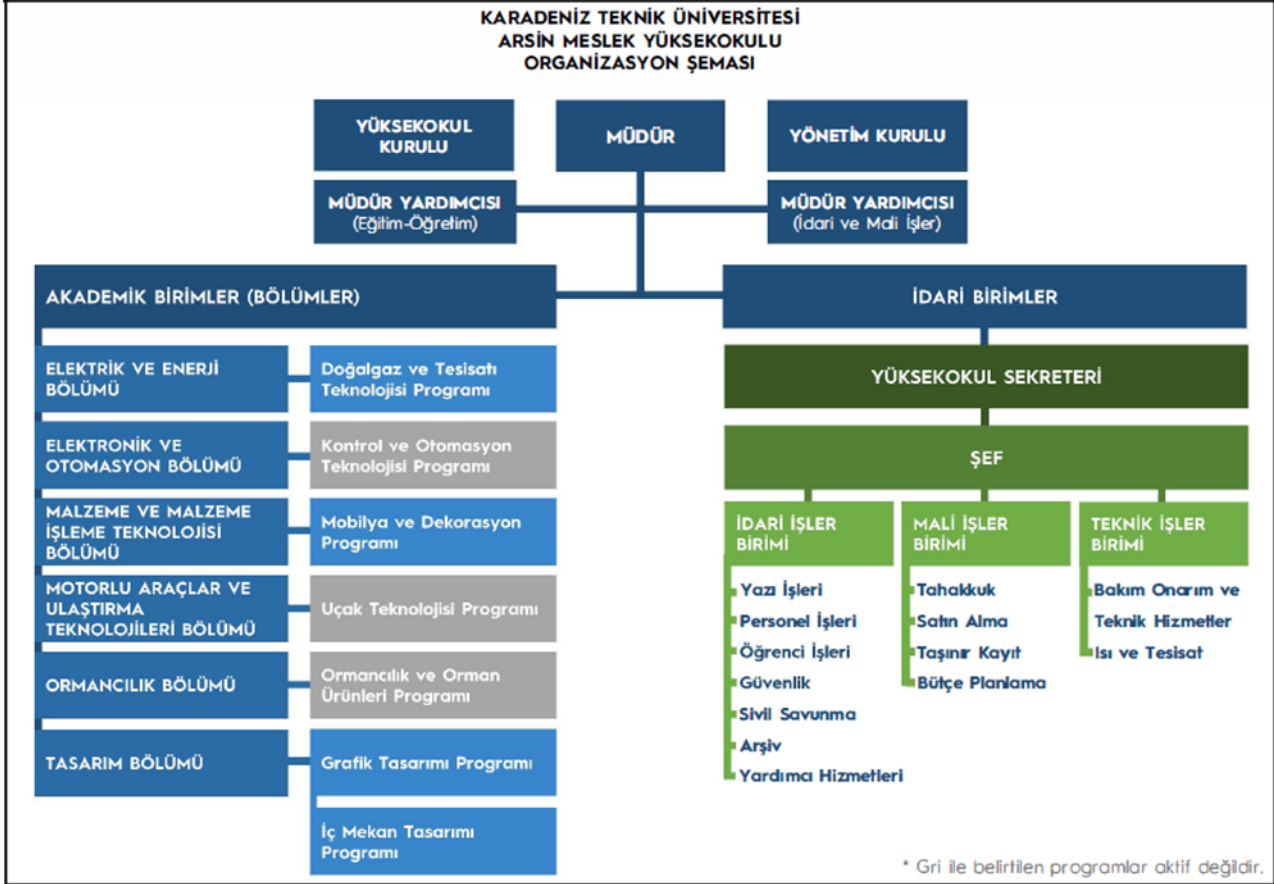 KARADENİZ TEKNİK ÜNİVERSİTESİ
ARSİN MESLEK YÜKSEKOKULU
ORGANİZASYON ŞEMASI
YÜKSEKOKUL
KURULU
MÜDÜR
YÖNETİM KURULU
MÜDÜR YARDIMCISI
(Eğitim-Öğretim)
MÜDÜR YARDIMCISI
(İdari ve Mali İşler)
AKADEMİK BİRİMLER (BÖLÜMLER)
ELEKTRİK VE ENERJİ
BÖLÜMÜ
Doğalgaz ve Tesisatı
Teknolojisi Programı
ELEKTRONİK VE
OTOMASYON BÖLÜMÜ
Kontrol ve Otomasyon
Teknolojisi Programı
MALZEME VE MALZEME
İŞLEME TEKNOLOJİSİ
BÖLÜMÜ
Mobilya ve Dekorasyon
Programı
MOTORLU ARAÇLAR VE
ULAŞTIRMA
TEKNOLOJİLERİ BÖLÜMÜ
Uçak Teknolojisi Programı
ORMANCILIK BÖLÜMÜ
Ormancılık ve Orman
Ürünleri Programı
TASARIM BÖLÜMÜ
Grafik Tasarımı Programı
İç Mekan Tasarımı
Programı
İDARİ BİRİMLER
YÜKSEKOKUL SEKRETERİ
ŞEF
İDARİ İŞLER
BİRİMİ
Yazı İşleri
Personel İşleri
Öğrenci İşleri
Güvenlik
Sivil Savunma
Arşiv
Yardımcı Hizmetleri
MALİ İŞLER
BİRİMİ
Tahakkuk
Satın Alma
Taşınır Kayıt
Bütçe Planlama
TEKNİK İŞLER
BİRİMİ
Bakım Onarım ve
Teknik Hizmetler
Isı ve Tesisat
* Gri ile belirtilen programlar aktif değildir.